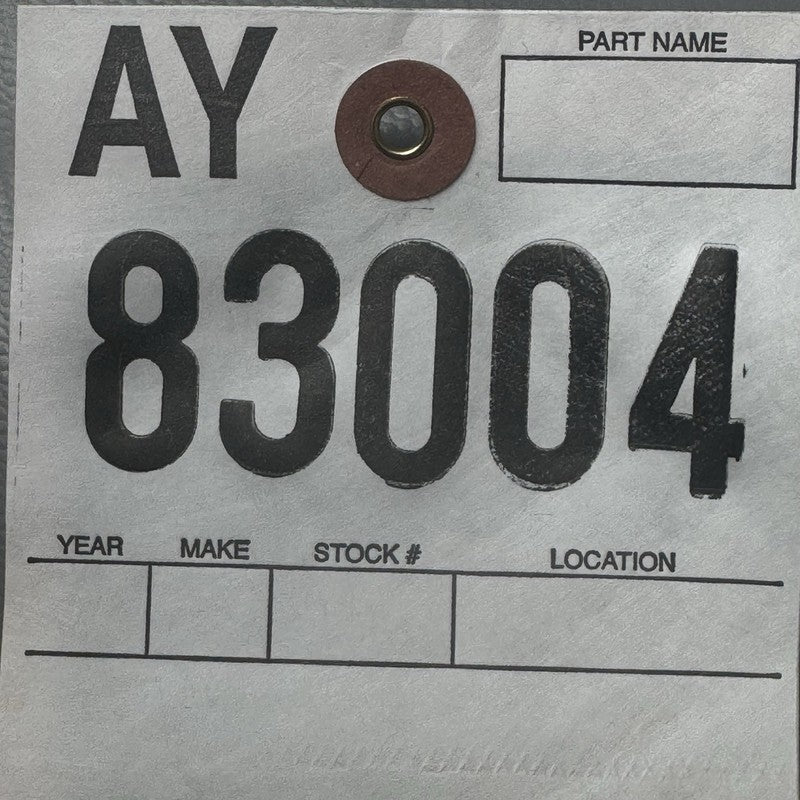 AY
PART NAME
83004
YEAR MAKE STOCK # LOCATION